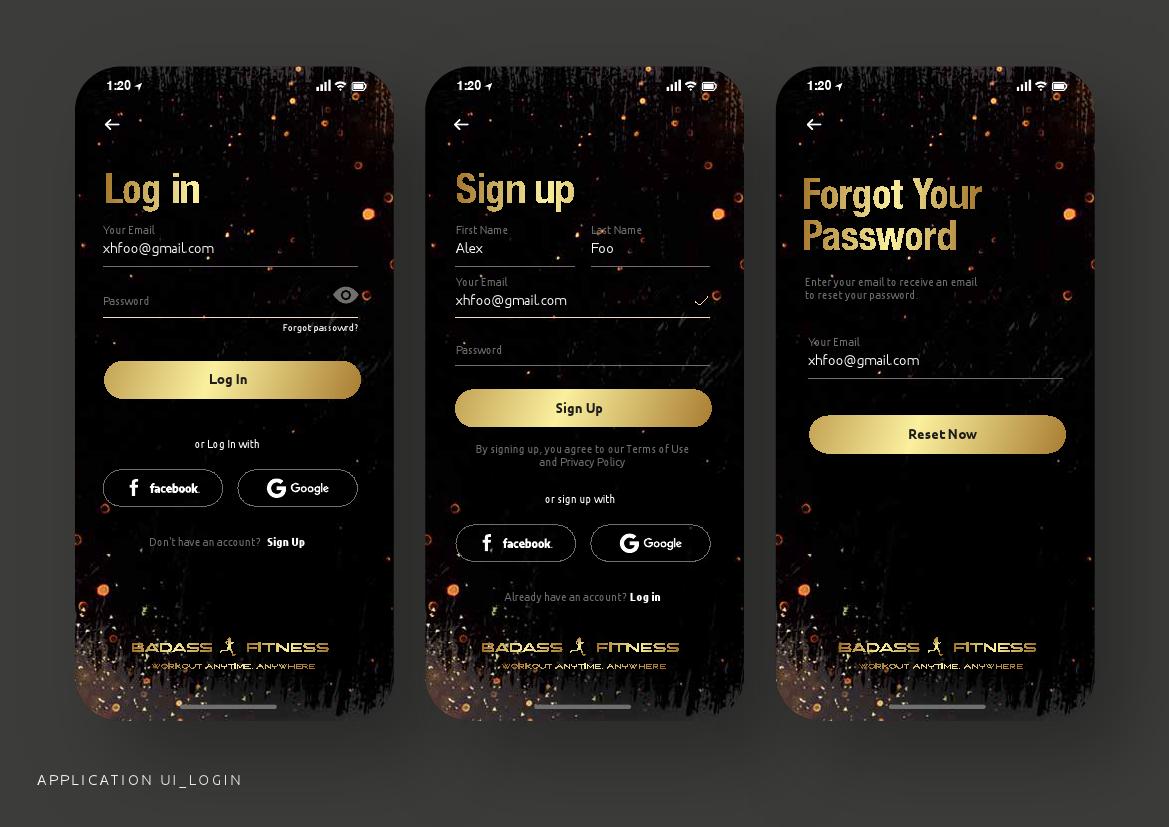 1:20
Log in
Your Email
xhfoo@gmail.com
Password
Forgot passowrd?
Log In
or Log In with
facebook.
Google
Don't have an account? Sign Up
BADASS FITNESS
WORKOUT ANYTIME. ANYWHERE
1:20
Sign up
First Name
Last Name
Alex
Foo
Your Email
xhfoo@gmail.com
Password
Sign Up
By signing up, you agree to our Terms of Use
and Privacy Policy
or sign up with
facebook.
Google
Already have an account? Log in
BADASS FITNESS
WORKOUT ANYTIME. ANYWHERE
1:20
Forgot Your
Password
Enter your email to receive an email
to reset your password.
Your Email
xhfoo@gmail.com
Reset Now
BADASS FITNESS
WORKOUT ANYTIME. ANYWHERE
APPLICATION UI_LOGIN